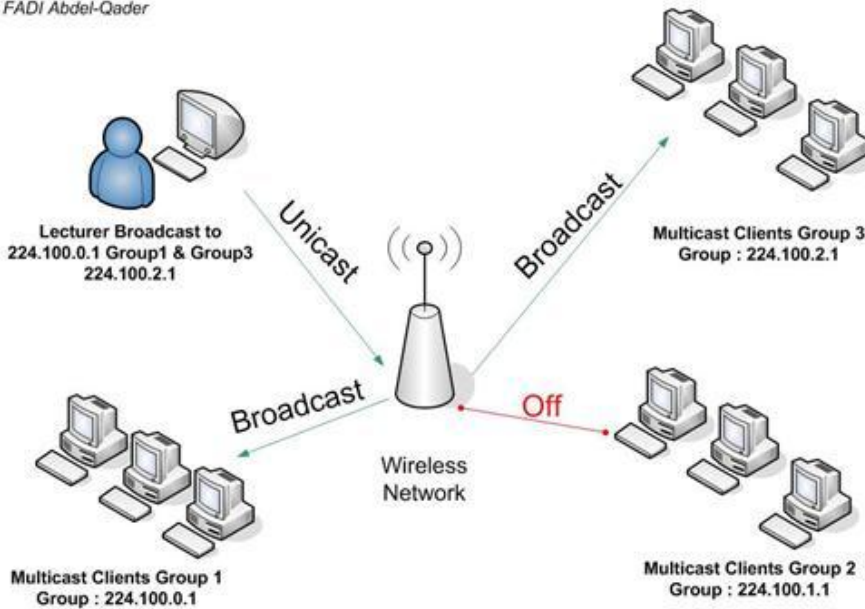 FADI Abdel-Qader
Lecturer Broadcast to
224.100.0.1 Group1 & Group3
224.100.2.1
Unicast
Broadcast
Multicast Clients Group 3
Group : 224.100.2.1
Broadcast
Off
Wireless
Network
Multicast Clients Group 1
Group : 224.100.0.1
Multicast Clients Group 2
Group : 224.100.1.1